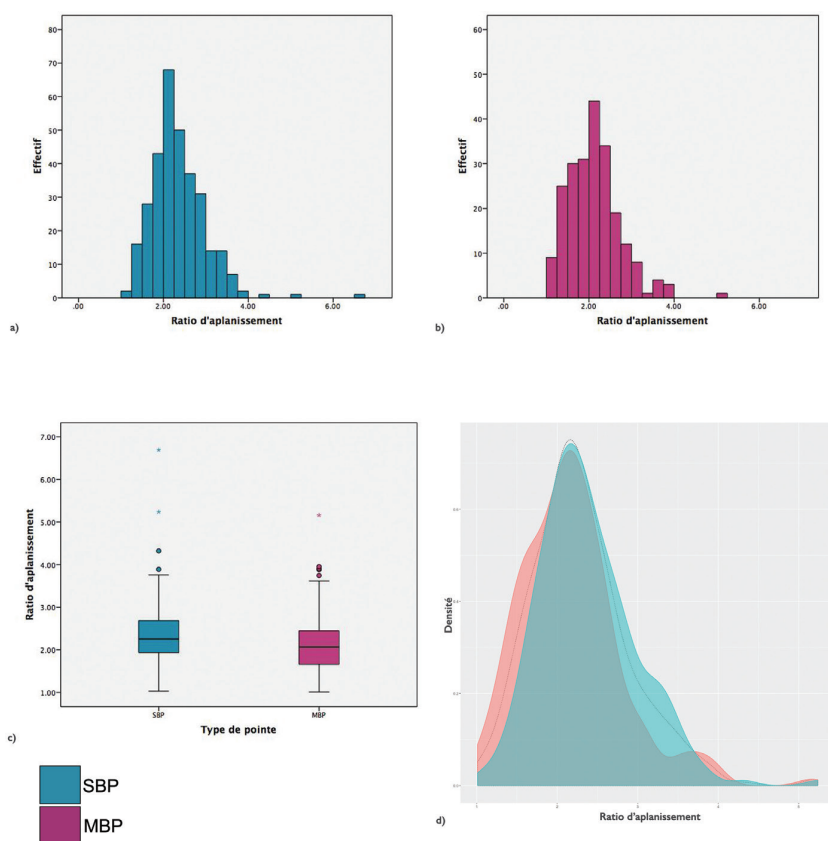 80
70
60
50
40
30
20
10
0
Effectif
.00 2.00 4.00 6.00
Ratio d'aplanissement
a)
60
50
40
30
20
10
0
Effectif
.00 2.00 4.00 6.00
Ratio d'aplanissement
b)
7.00
6.00
5.00
4.00
3.00
2.00
1.00
Ratio d'aplanissement
SBP MBP
Type de pointe
c)
Densité
Ratio d'aplanissement
d)
SBP
MBP